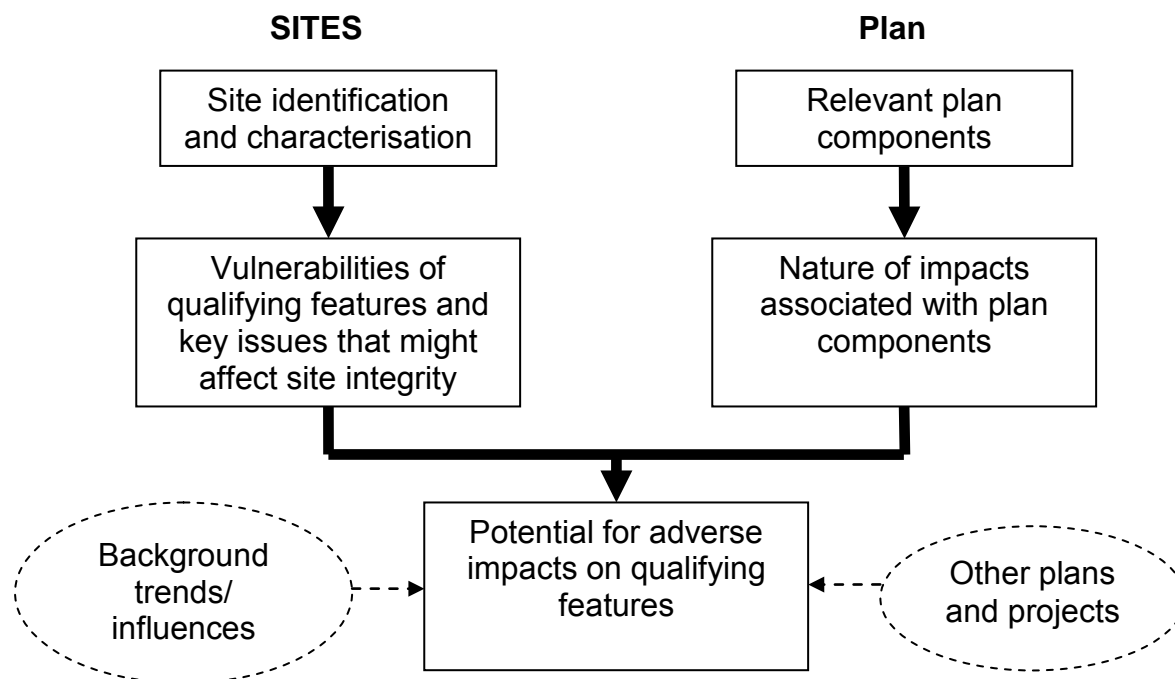 SITES
Plan
Site identification
and characterisation
Relevant plan
components
Vulnerabilities of
qualifying features and
key issues that might
affect site integrity
Nature of impacts
associated with plan
components
Background
trends/
influences
Potential for adverse
impacts on qualifying
features
Other plans
and projects